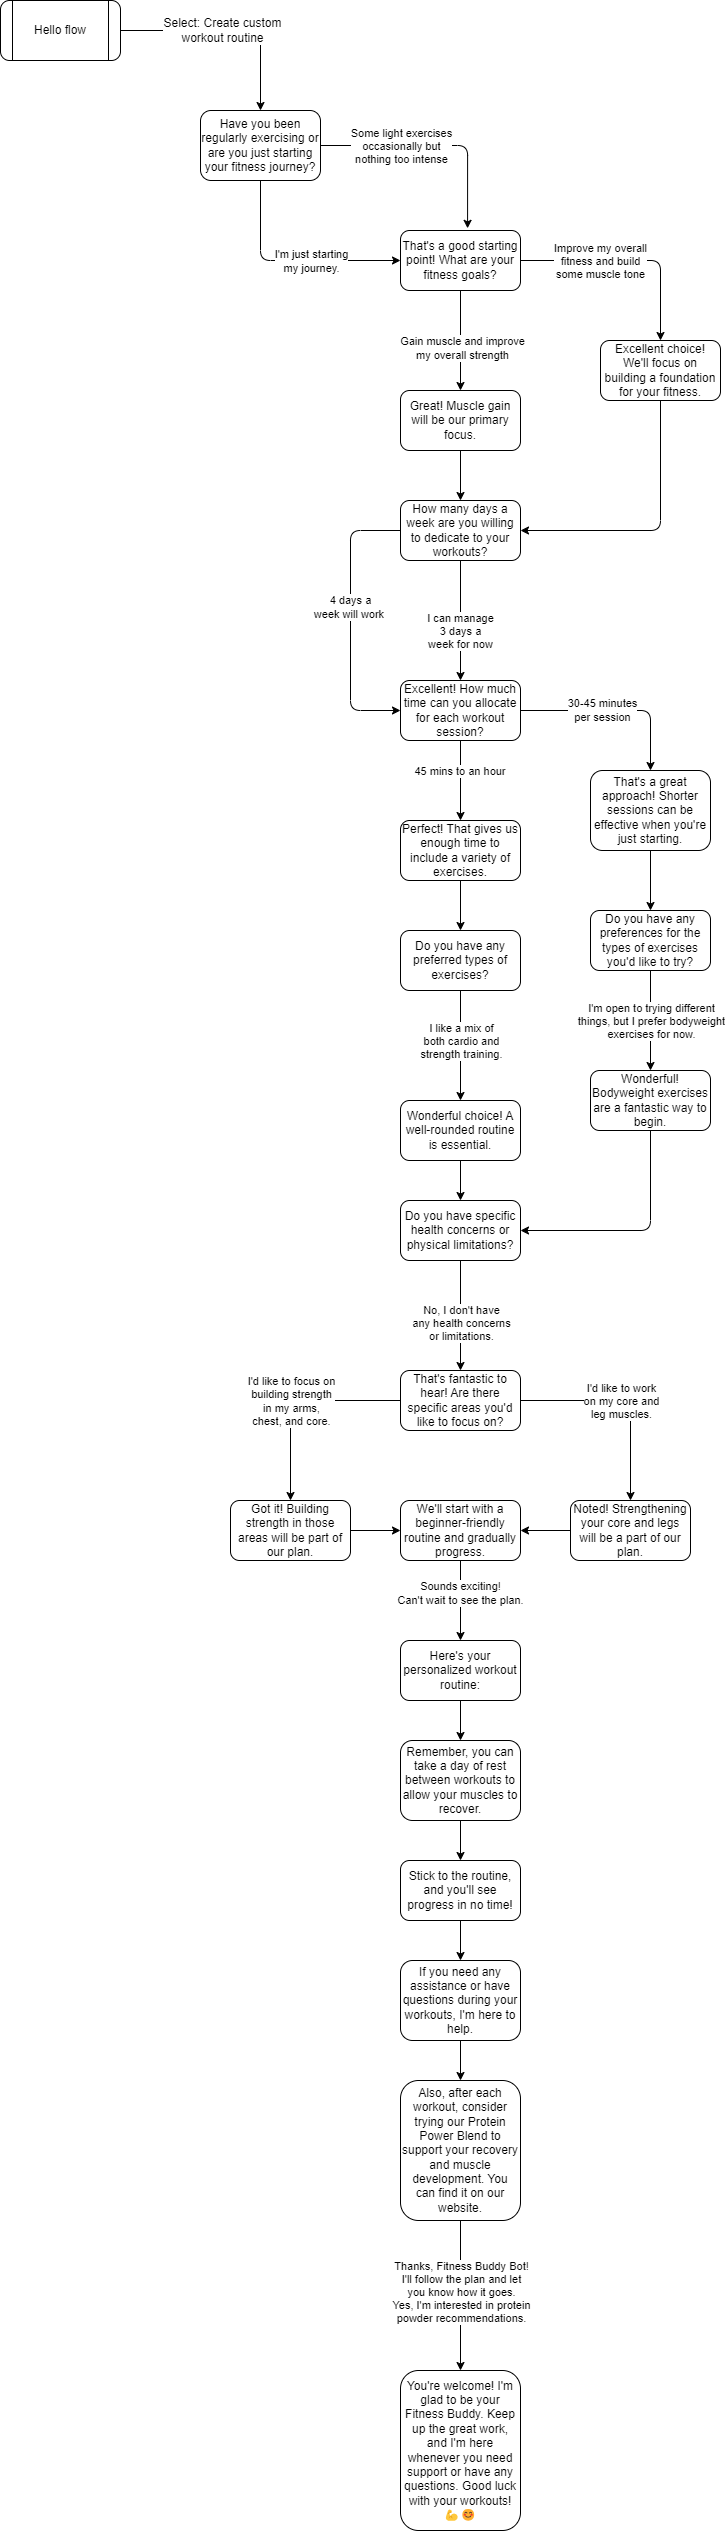 Hello flow
Select: Create custom
workout routine
Have you been
regularly exercising or
are you just starting
your fitness journey?
Some light exercises
occasionally but
nothing too intense
I'm just starting
my journey.
That's a good starting
point! What are your
fitness goals?
Improve my overall
fitness and build
some muscle tone
Gain muscle and improve
my overall strength
Excellent choice!
We'll focus on
building a foundation
for your fitness.
Great! Muscle gain
will be our primary
focus.
How many days a
week are you willing
to dedicate to your
workouts?
4 days a
week will work
I can manage
3 days a
week for now
Excellent! How much
time can you allocate
for each workout
session?
30-45 minutes
per session
45 mins to an hour
That's a great
approach! Shorter
sessions can be
effective when you're
just starting.
Perfect! That gives us
enough time to
include a variety of
exercises.
Do you have any
preferences for the
types of exercises
you'd like to try?
Do you have any
preferred types of
exercises?
I'm open to trying different
things, but I prefer bodyweight
exercises for now.
I like a mix of
both cardio and
strength training.
Wonderful!
Bodyweight exercises
are a fantastic way to
begin.
Wonderful choice! A
well-rounded routine
is essential.
Do you have specific
health concerns or
physical limitations?
No, I don't have
any health concerns
or limitations.
That's fantastic to
hear! Are there
specific areas you'd
like to focus on?
I'd like to focus on
building strength
in my arms,
chest, and core.
I'd like to work
on my core and
leg muscles.
Got it! Building
strength in those
areas will be part of
our plan.
We'll start with a
beginner-friendly
routine and gradually
progress.
Noted! Strengthening
your core and legs
will be a part of our
plan.
Sounds exciting!
Can't wait to see the plan.
Here's your
personalized workout
routine:
Remember, you can
take a day of rest
between workouts to
allow your muscles to
recover.
Stick to the routine,
and you'll see
progress in no time!
If you need any
assistance or have
questions during your
workouts, I'm here to
help.
Also, after each
workout, consider
trying our Protein
Power Blend to
support your recovery
and muscle
development. You
can find it on our
website.
Thanks, Fitness Buddy Bot!
I'll follow the plan and let
you know how it goes.
Yes, I'm interested in protein
powder recommendations.
You're welcome! I'm
glad to be your
Fitness Buddy. Keep
up the great work,
and I'm here
whenever you need
support or have any
questions. Good luck
with your workouts!
💪 😊